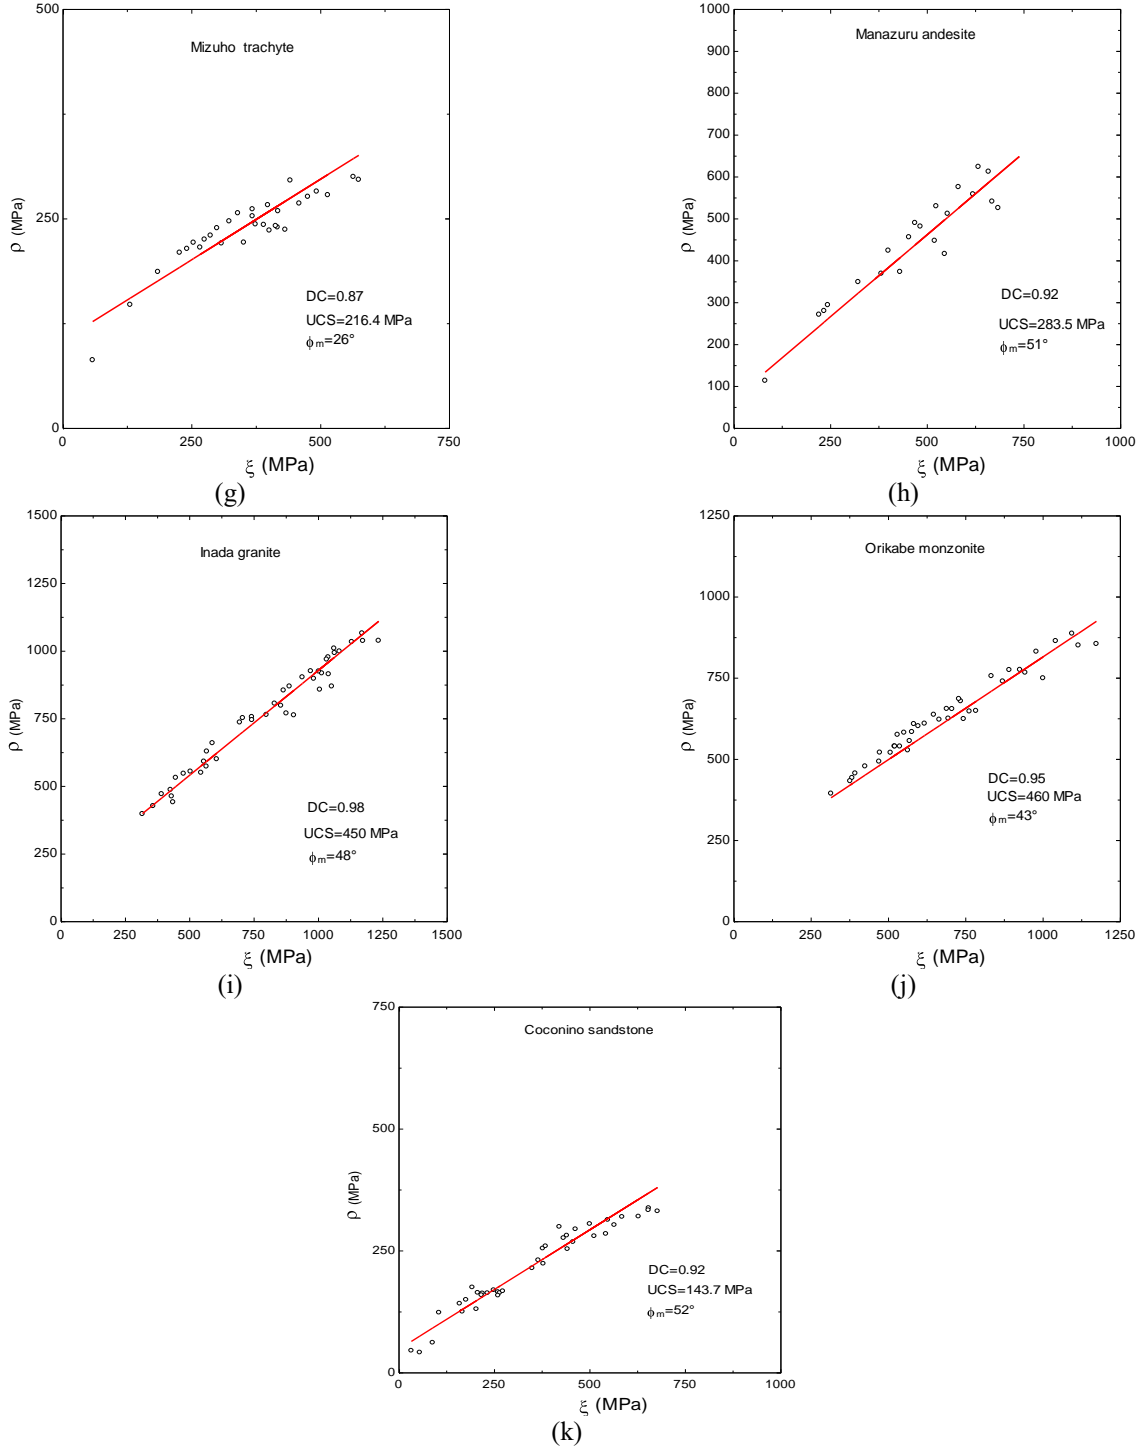 500
Mizuho trachyte
ρ (MPa)
250
DC=0.87
UCS=216.4 MPa
ϕm=26°
0
0 250 500 750
ξ (MPa)
(g)
1000
900
800
700
600
500
400
300
200
100
0
Manazuru andesite
ρ (MPa)
DC=0.92
UCS=283.5 MPa
ϕm=51°
0 250 500 750 1000
ξ (MPa)
(h)
1500
1250
1000
750
500
250
0
Inada granite
ρ (MPa)
DC=0.98
UCS=450 MPa
ϕm=48°
0 250 500 750 1000 1250 1500
ξ (MPa)
(i)
1250
1000
750
500
250
0
Orikabe monzonite
ρ (MPa)
DC=0.95
UCS=460 MPa
ϕm=43°
0 250 500 750 1000 1250
ξ (MPa)
(j)
750
500
250
0
Coconino sandstone
ρ (MPa)
DC=0.92
UCS=143.7 MPa
ϕm=52°
0 250 500 750 1000
ξ (MPa)
(k)